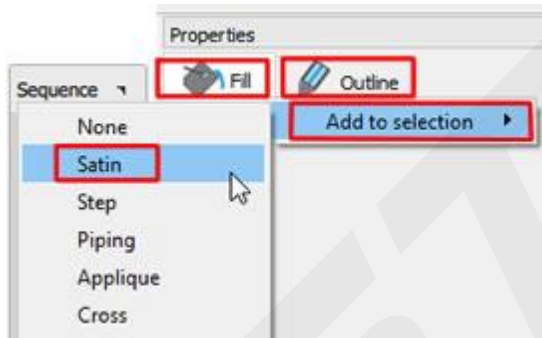 Properties
Fill
Outline
Sequence
Add to selection
None
Satin
Step
Piping
Applique
Cross